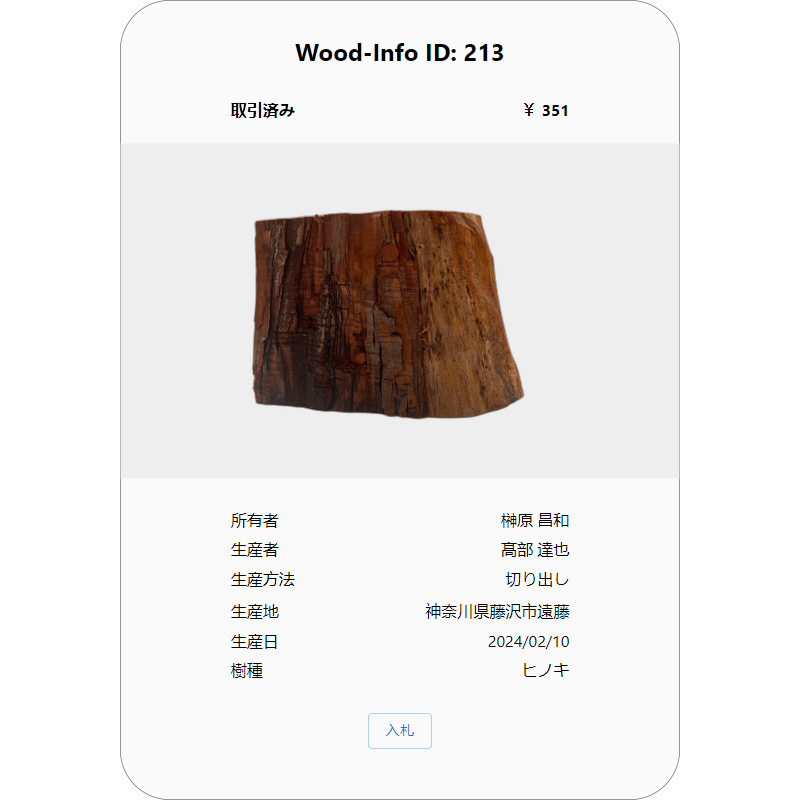 Wood-Info ID: 213
取引済み ￥ 351
所有者 榊原 昌和
生産者 高部 達也
生産方法 切り出し
生産地 神奈川県藤沢市遠藤
生産日 2024/02/10
樹種 ヒノキ
入札